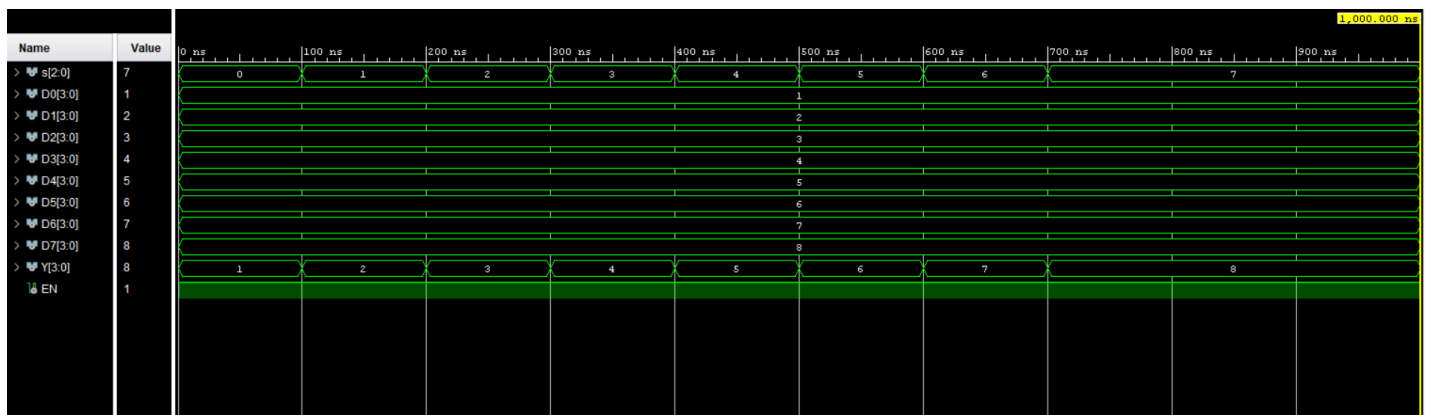 1,000.000 ns
Name Value 0 ns 100 ns 200 ns 300 ns 400 ns 500 ns 600 ns 700 ns 800 ns 900 ns
s[2:0] 7 0 1 2 3 4 5 6 7
D0[3:0] 1 1
D1[3:0] 2 2
D2[3:0] 3 3
D3[3:0] 4 4
D4[3:0] 5 5
D5[3:0] 6 6
D6[3:0] 7 7
D7[3:0] 8 8
Y[3:0] 8 1 2 3 4 5 6 7 8
EN 1